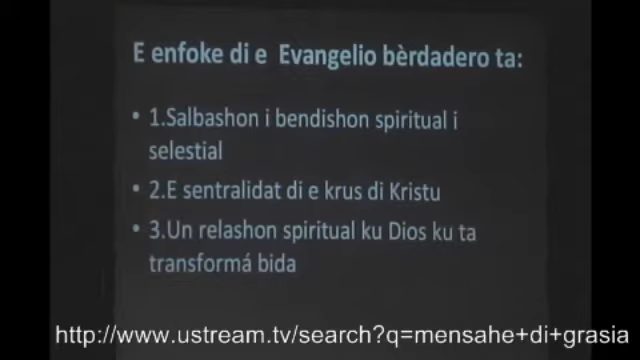 E enfoke di e Evangelio bèrdadero ta:
• 1.Salbashon i bendishon spiritual i
selestial
• 2.E sentralidat di e krus di Kristu
• 3.Un relashon spiritual ku Dios ku ta
transformá bida
http://www.ustream.tv/search?q=mensahe+di+grasia